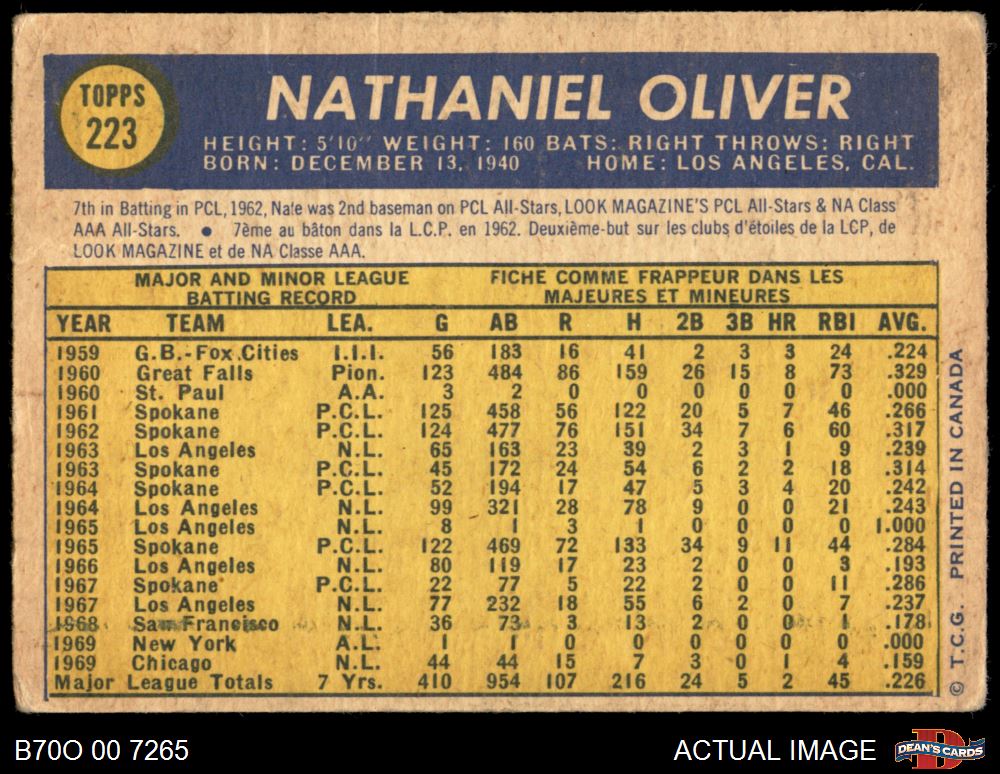 TOPPS
223
NATHANIEL OLIVER
HEIGHT: 5'10" WEIGHT: 160 BATS: RIGHT THROWS: RIGHT
BORN: DECEMBER 13, 1940 HOME: LOS ANGELES, CAL.
7th in Batting in PCL, 1962, Nate was 2nd baseman on PCL All-Stars, LOOK MAGAZINE'S PCL All-Stars & NA Class
AAA All-Stars. ● 7ème au bâton dans la L.C.P. en 1962. Deuxième-but sur les clubs d'étoiles de la LCP, de
LOOK MAGAZINE et de NA Classe AAA.
MAJOR AND MINOR LEAGUE FICHE COMME FRAPPEUR DANS LES
BATTING RECORD MAJEURES ET MINEURES
YEAR TEAM LEA. G AB R H 2B 3B HR RBI AVG.
1959 G.B.-Fox Cities I.I.I. 56 183 16 41 2 3 3 24 .224
1960 Great Falls Pion. 123 484 86 159 26 15 8 73 .329
1960 St. Paul A.A. 3 2 0 0 0 0 0 0 .000
1961 Spokane P.C.L. 125 458 56 122 20 5 7 46 .266
1962 Spokane P.C.L. 124 477 76 151 34 7 6 60 .317
1963 Los Angeles N.L. 65 163 23 39 2 3 1 9 .239
1963 Spokane P.C.L. 45 172 24 54 6 2 2 18 .314
1964 Spokane P.C.L. 52 194 17 47 5 3 4 20 .242
1964 Los Angeles N.L. 99 321 28 78 9 0 0 21 .243
1965 Los Angeles N.L. 8 1 3 1 0 0 0 0 1.000
1965 Spokane P.C.L. 122 469 72 133 34 9 11 44 .284
1966 Los Angeles N.L. 80 119 17 23 2 0 0 3 .193
1967 Spokane P.C.L. 22 77 5 22 2 0 0 11 .286
1967 Los Angeles N.L. 77 232 18 55 6 2 0 7 .237
1968 San Francisco N.L. 36 73 3 13 2 0 0 1 .178
1969 New York A.L. 1 1 0 0 0 0 0 0 .000
1969 Chicago N.L. 44 44 15 7 3 0 1 4 .159
Major League Totals 7 Yrs. 410 954 107 216 24 5 2 45 .226
© T.C.G. PRINTED IN CANADA
B70O 00 7265
ACTUAL IMAGE
D
DEAN'S CARDS